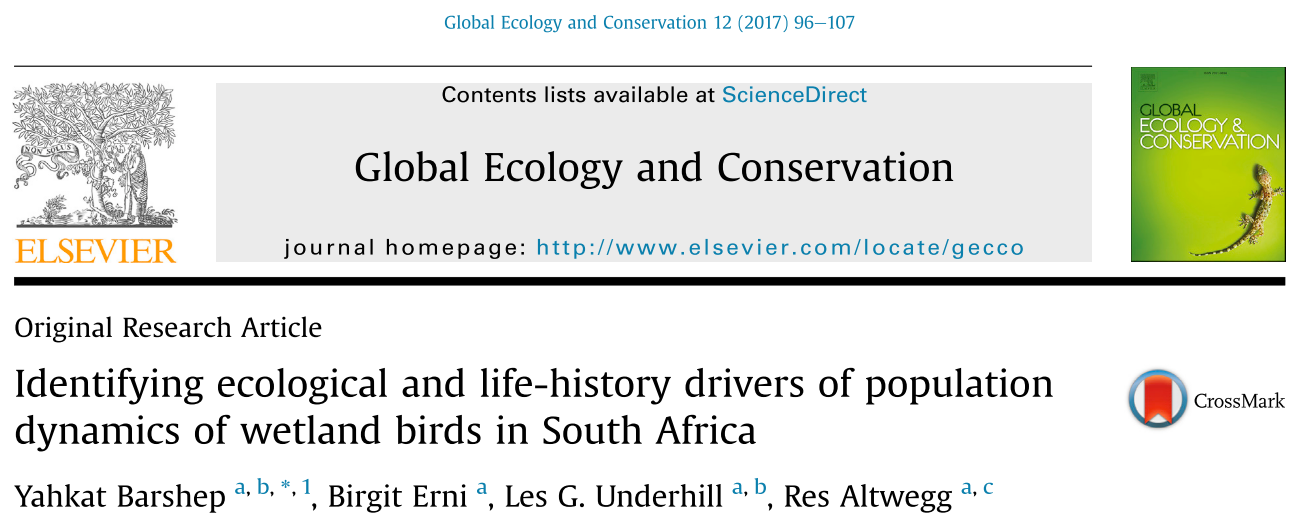 Global Ecology and Conservation 12 (2017) 96–107
Contents lists available at ScienceDirect
Global Ecology and Conservation
journal homepage: http://www.elsevier.com/locate/gecco
NON SOLUS
ELSEVIER
GLOBAL
ECOLOGY &
CONSERVATION
Original Research Article
Identifying ecological and life-history drivers of population
dynamics of wetland birds in South Africa
CrossMark
Yahkat Barshep a, b, *, 1, Birgit Erni a, Les G. Underhill a, b, Res Altwegg a, c